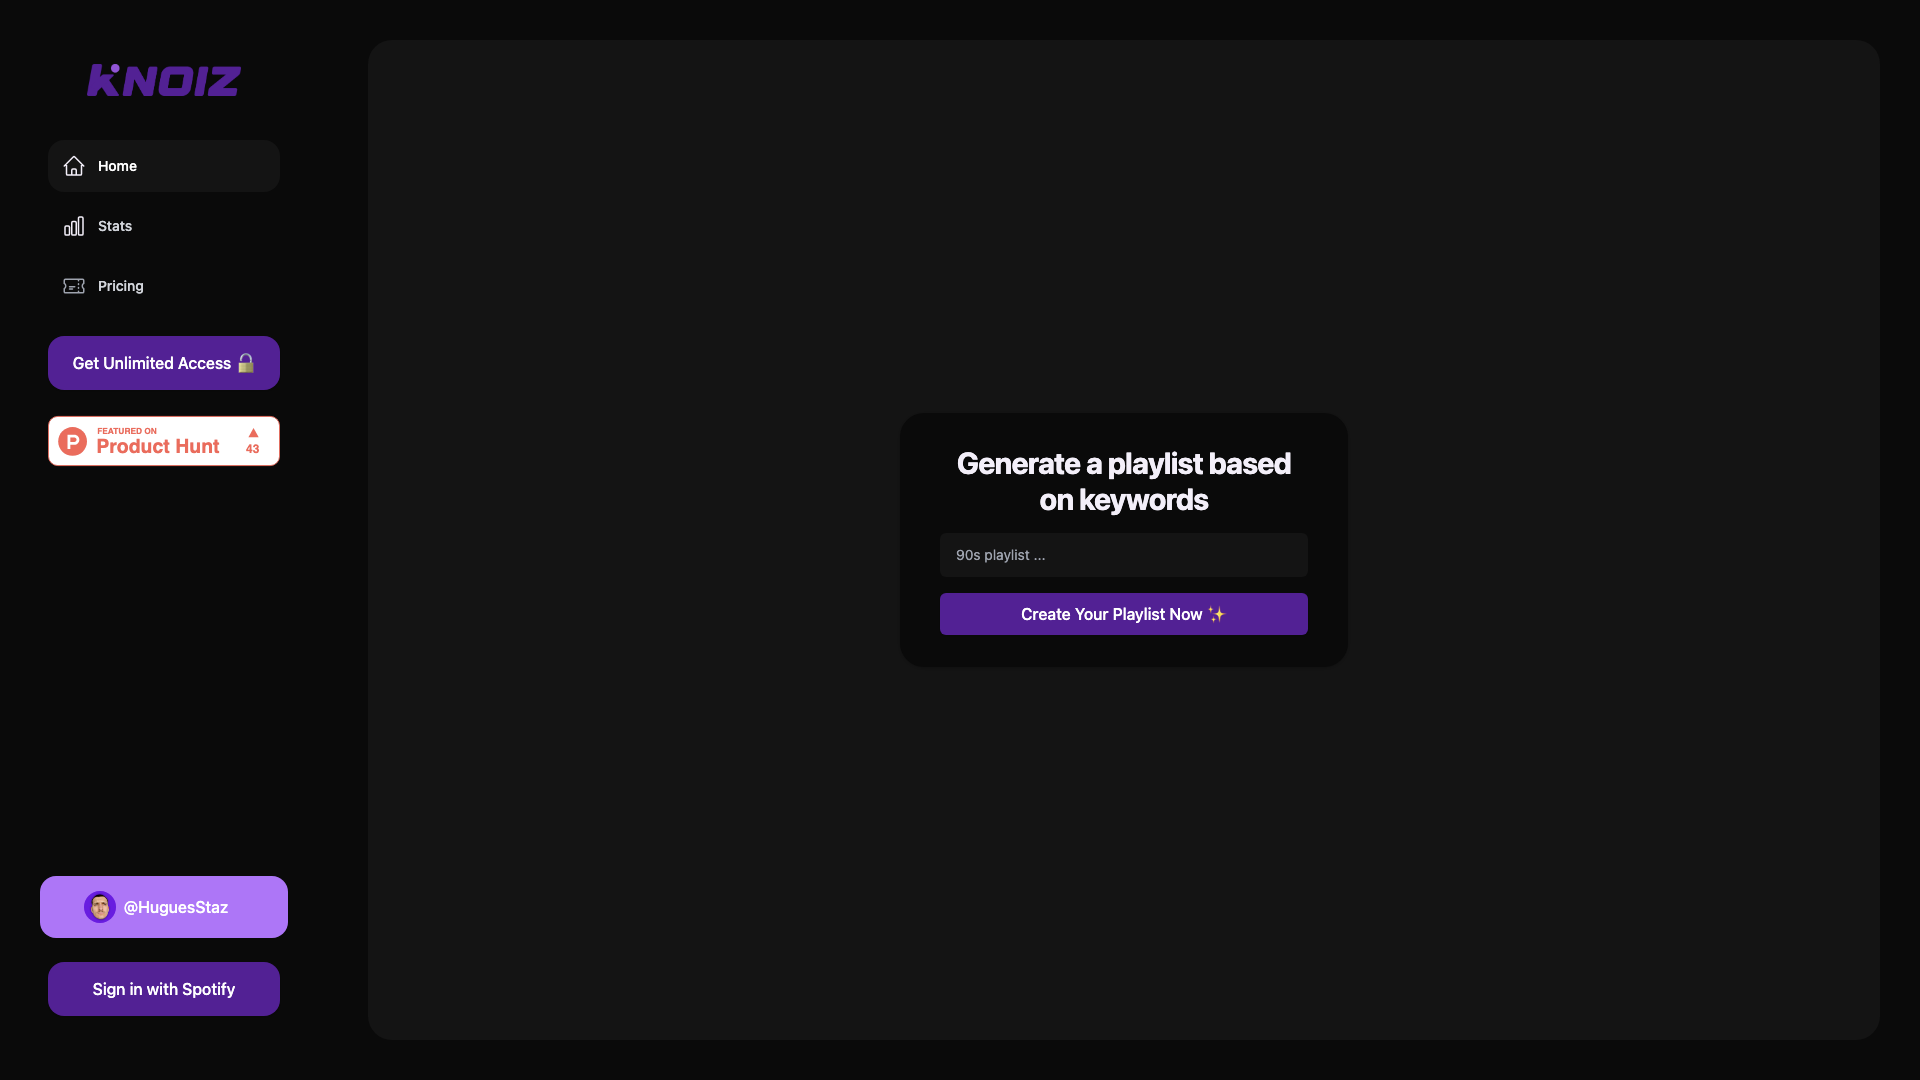 KNOIZ
Home
Stats
Pricing
Get Unlimited Access 🔓
P
FEATURED ON
Product Hunt
▲
43
Generate a playlist based
on keywords
90s playlist ...
Create Your Playlist Now ✨
@HuguesStaz
Sign in with Spotify